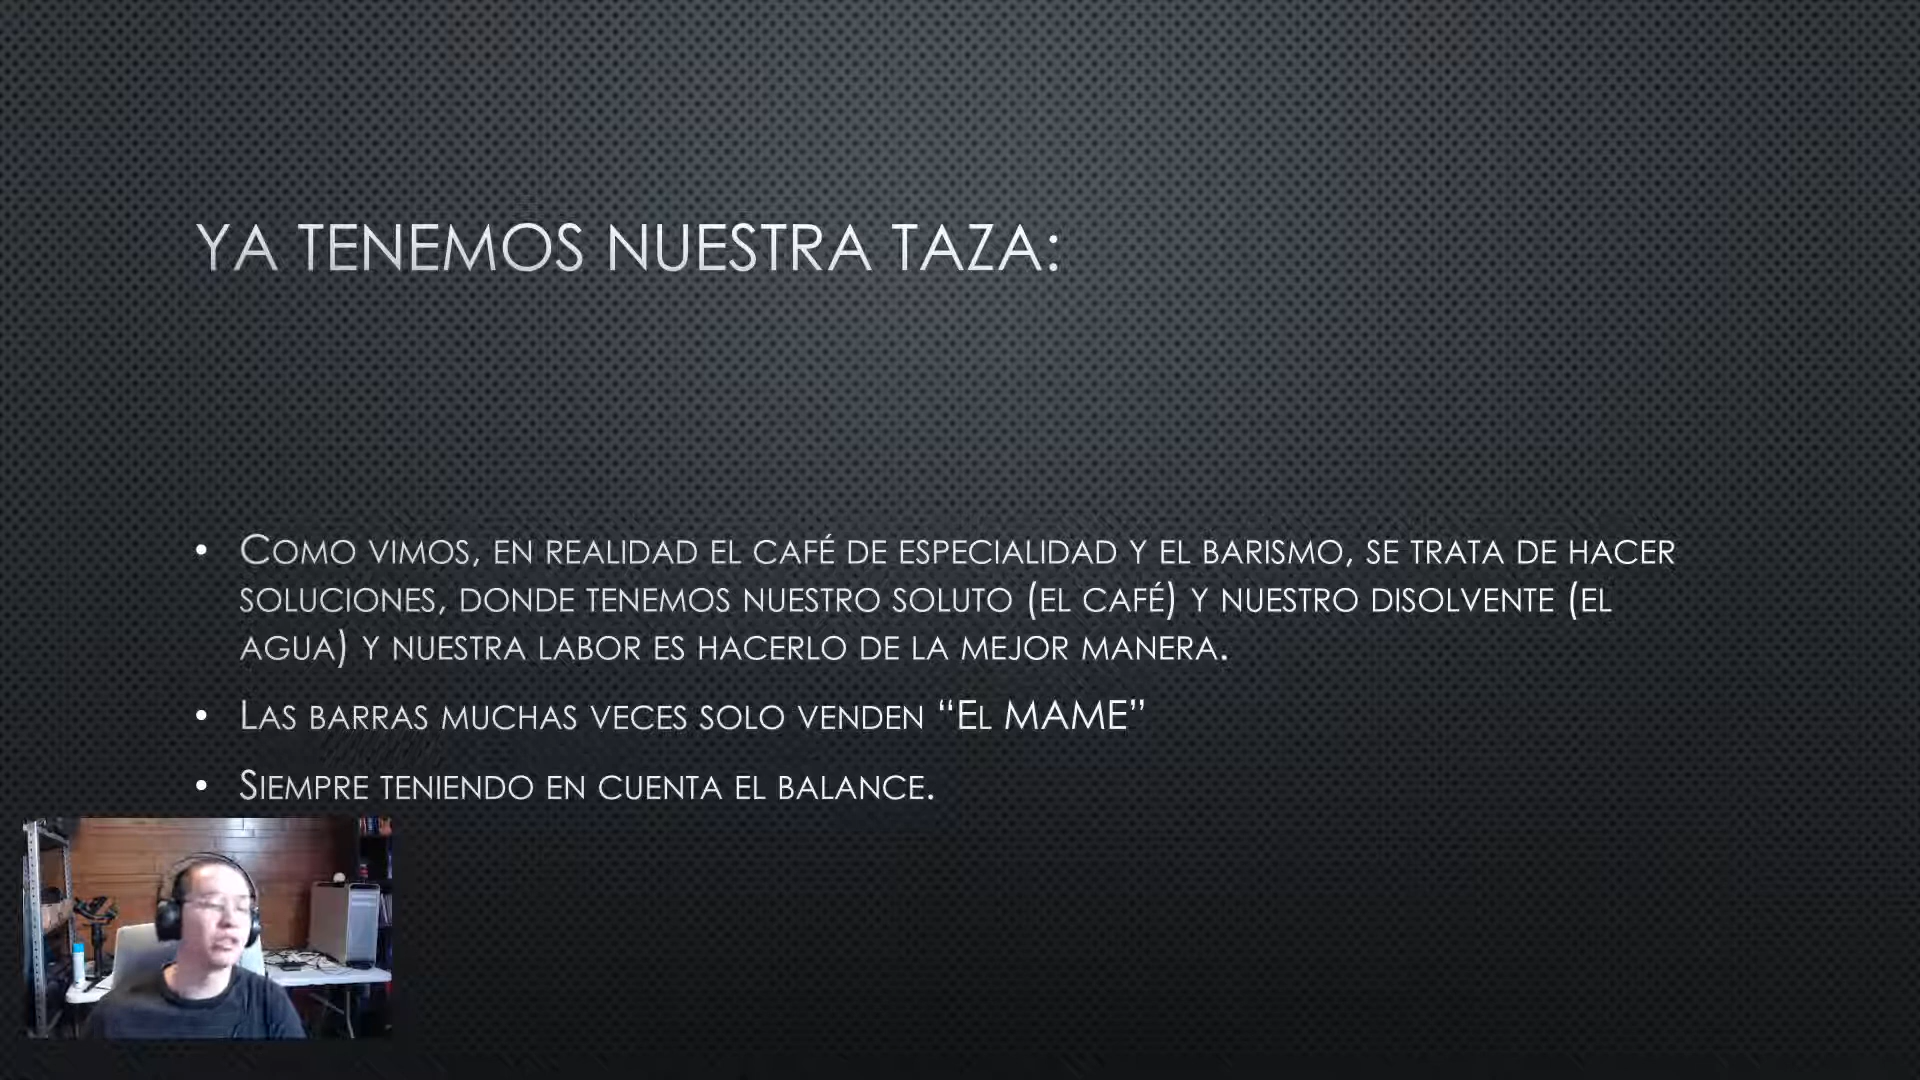 YA TENEMOS NUESTRA TAZA:
• COMO VIMOS, EN REALIDAD EL CAFÉ DE ESPECIALIDAD Y EL BARISMO, SE TRATA DE HACER
SOLUCIONES, DONDE TENEMOS NUESTRO SOLUTO (EL CAFÉ) Y NUESTRO DISOLVENTE (EL
AGUA) Y NUESTRA LABOR ES HACERLO DE LA MEJOR MANERA.
• LAS BARRAS MUCHAS VECES SOLO VENDEN “EL MAME”
• SIEMPRE TENIENDO EN CUENTA EL BALANCE.